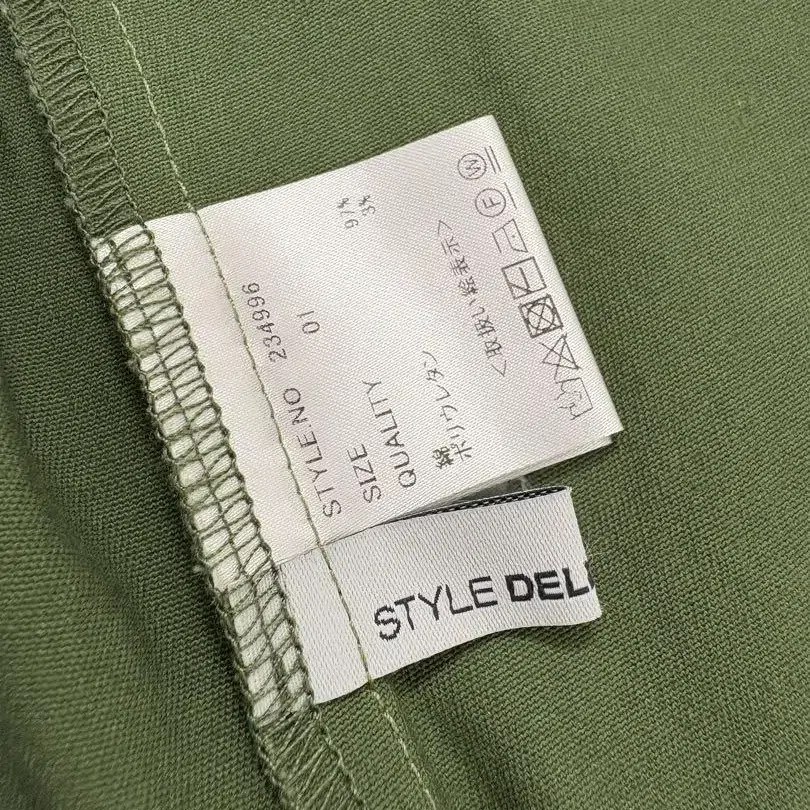 STYLE.NO 234996
SIZE 01
QUALITY
綿 97%
ポリウレタン 3%
<取扱い絵表示>
F W
STYLE DEL